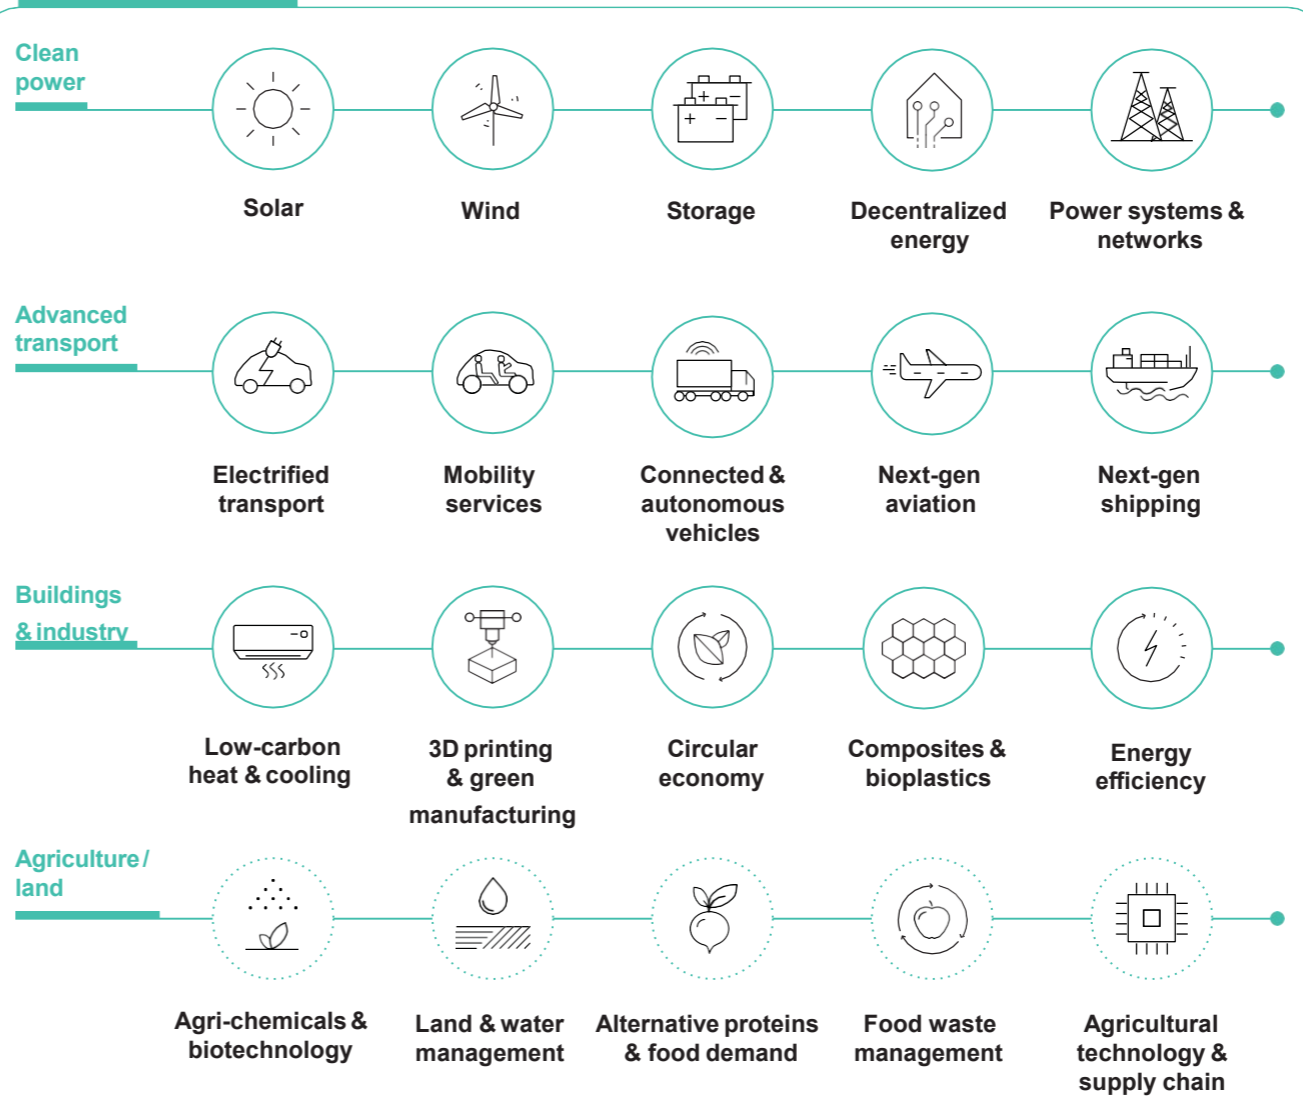 Clean
power
Solar
Wind
Storage
Decentralized
energy
Power systems &
networks
Advanced
transport
Electrified
transport
Mobility
services
Connected &
autonomous
vehicles
Next-gen
aviation
Next-gen
shipping
Buildings
& industry
Low-carbon
heat & cooling
3D printing
& green
manufacturing
Circular
economy
Composites &
bioplastics
Energy
efficiency
Agriculture/
land
Agri-chemicals &
biotechnology
Land & water
management
Alternative proteins
& food demand
Food waste
management
Agricultural
technology &
supply chain